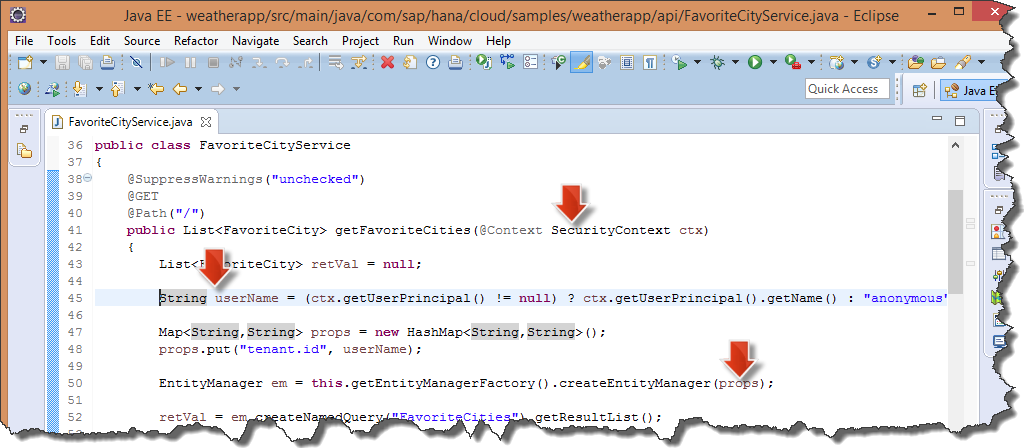 Java EE - weatherapp/src/main/java/com/sap/hana/cloud/samples/weatherapp/api/FavoriteCityService.java - Eclipse
File Tools Edit Source Refactor Navigate Search Project Run Window Help
Quick Access Java EE
FavoriteCityService.java
36 public class FavoriteCityService
37 {
38 @SuppressWarnings("unchecked")
39 @GET
40 @Path("/")
41 public List<FavoriteCity> getFavoriteCities(@Context SecurityContext ctx)
42 {
43 List<FavoriteCity> retVal = null;
44
45 String userName = (ctx.getUserPrincipal() != null) ? ctx.getUserPrincipal().getName() : "anonymous"
46
47 Map<String,String> props = new HashMap<String,String>();
48 props.put("tenant.id", userName);
49
50 EntityManager em = this.getEntityManagerFactory().createEntityManager(props);
51
52 retVal = em.createNamedQuery("FavoriteCities").getResultList();